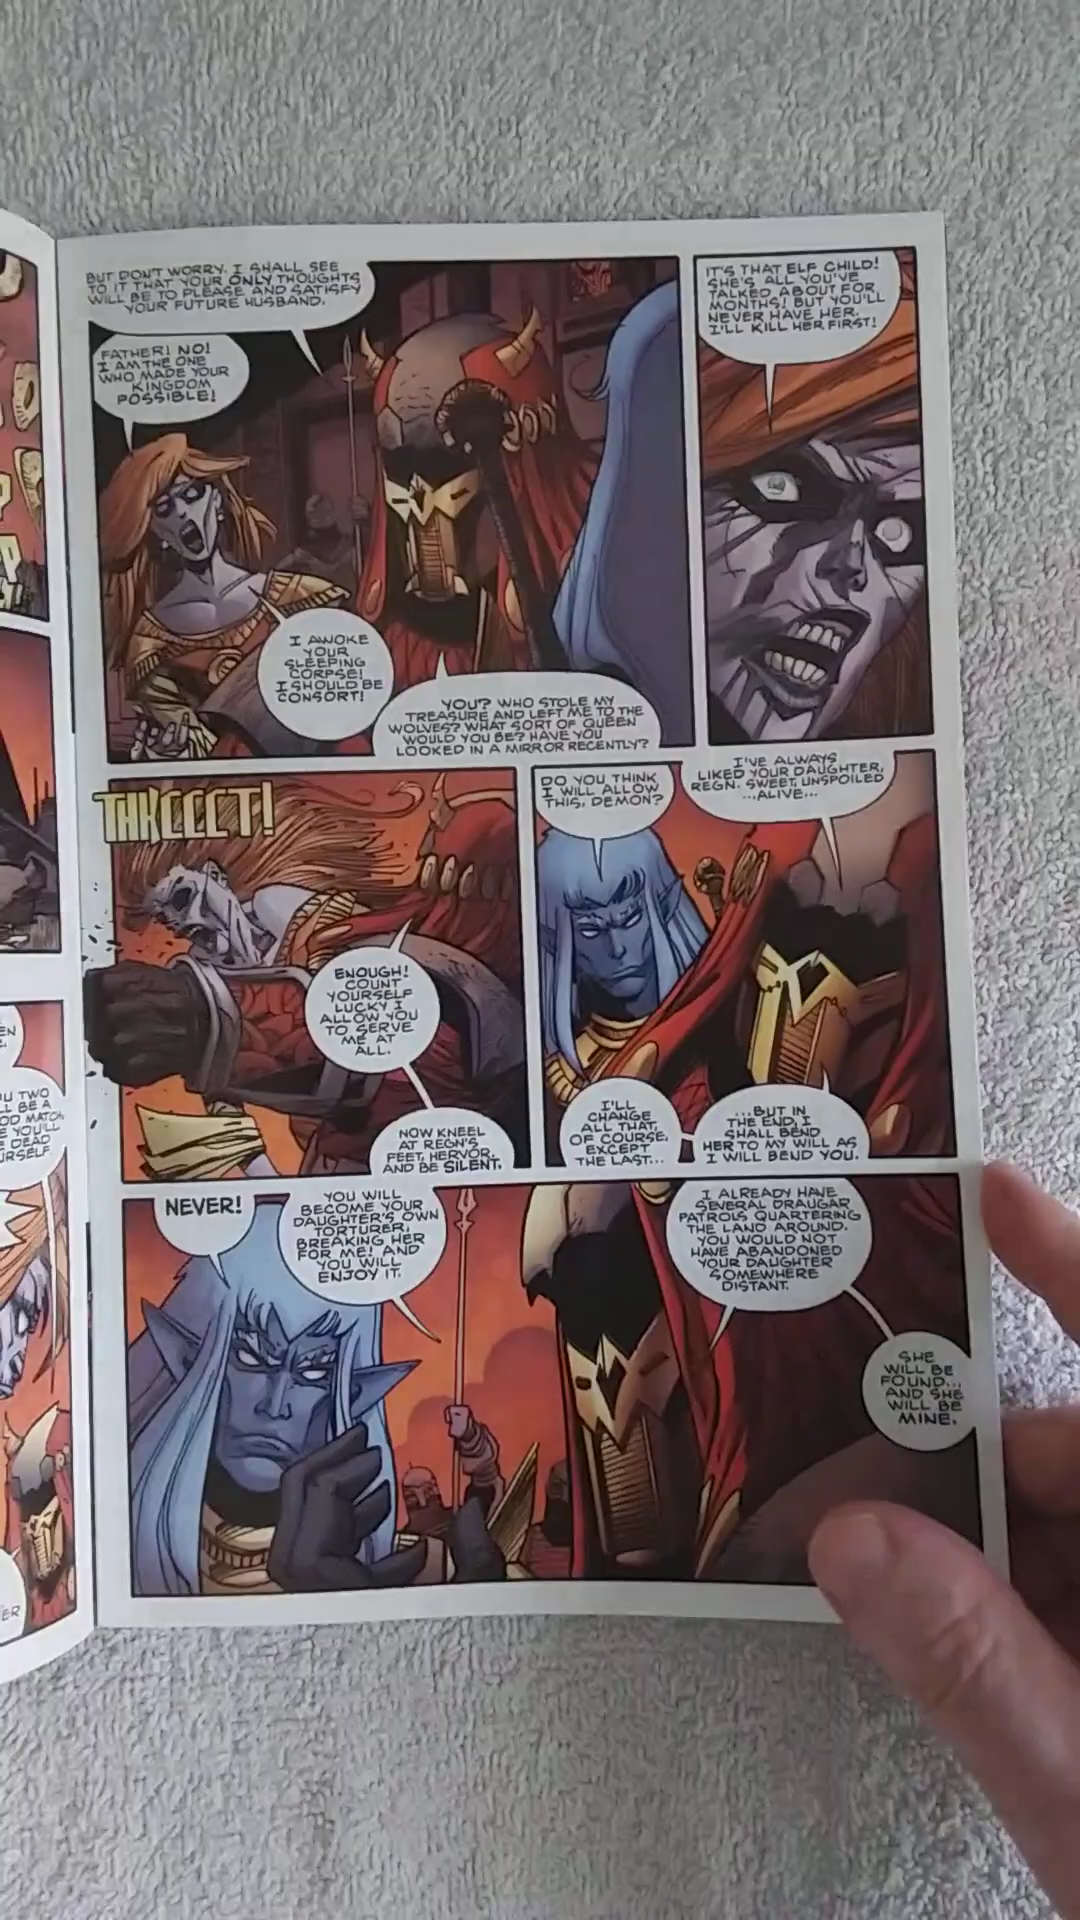 BUT DON'T WORRY. I SHALL SEE
TO IT THAT YOUR ONLY THOUGHTS
WILL BE TO PLEASE AND SATISFY
YOUR FUTURE HUSBAND.
FATHER! NO!
I AM THE ONE
WHO MADE YOUR
KINGDOM
POSSIBLE!
I AWOKE
YOUR
SLEEPING
CORPSE!
I SHOULD BE
CONSORT!
YOU? WHO STOLE MY
TREASURE AND LEFT ME TO THE
WOLVES? WHAT SORT OF QUEEN
WOULD YOU BE? HAVE YOU
LOOKED IN A MIRROR RECENTLY?
IT'S THAT ELF CHILD!
SHE'S ALL YOU'VE
TALKED ABOUT FOR
MONTHS! BUT YOU'LL
NEVER HAVE HER.
I'LL KILL HER FIRST!
THKCCCT!
ENOUGH!
COUNT
YOURSELF
LUCKY I
ALLOW YOU
TO SERVE
ME AT
ALL.
NOW KNEEL
AT REGN'S
FEET, HERVOR,
AND BE SILENT.
DO YOU THINK
I WILL ALLOW
THIS, DEMON?
I'VE ALWAYS
LIKED YOUR DAUGHTER,
REGN. SWEET, UNSPOILED
...ALIVE...
I'LL
CHANGE
ALL THAT,
OF COURSE,
EXCEPT
THE LAST...
...BUT IN
THE END, I
SHALL BEND
HER TO MY WILL AS
I WILL BEND YOU.
NEVER!
YOU WILL
BECOME YOUR
DAUGHTER'S OWN
TORTURER,
BREAKING HER
FOR ME! AND
YOU WILL
ENJOY IT.
I ALREADY HAVE
SEVERAL DRAUGAR
PATROLS QUARTERING
THE LAND AROUND.
YOU WOULD NOT
HAVE ABANDONED
YOUR DAUGHTER
SOMEWHERE
DISTANT.
SHE
WILL BE
FOUND...
AND SHE
WILL BE
MINE.
TWO
BE A
MATCH
YOU'LL
DEAD